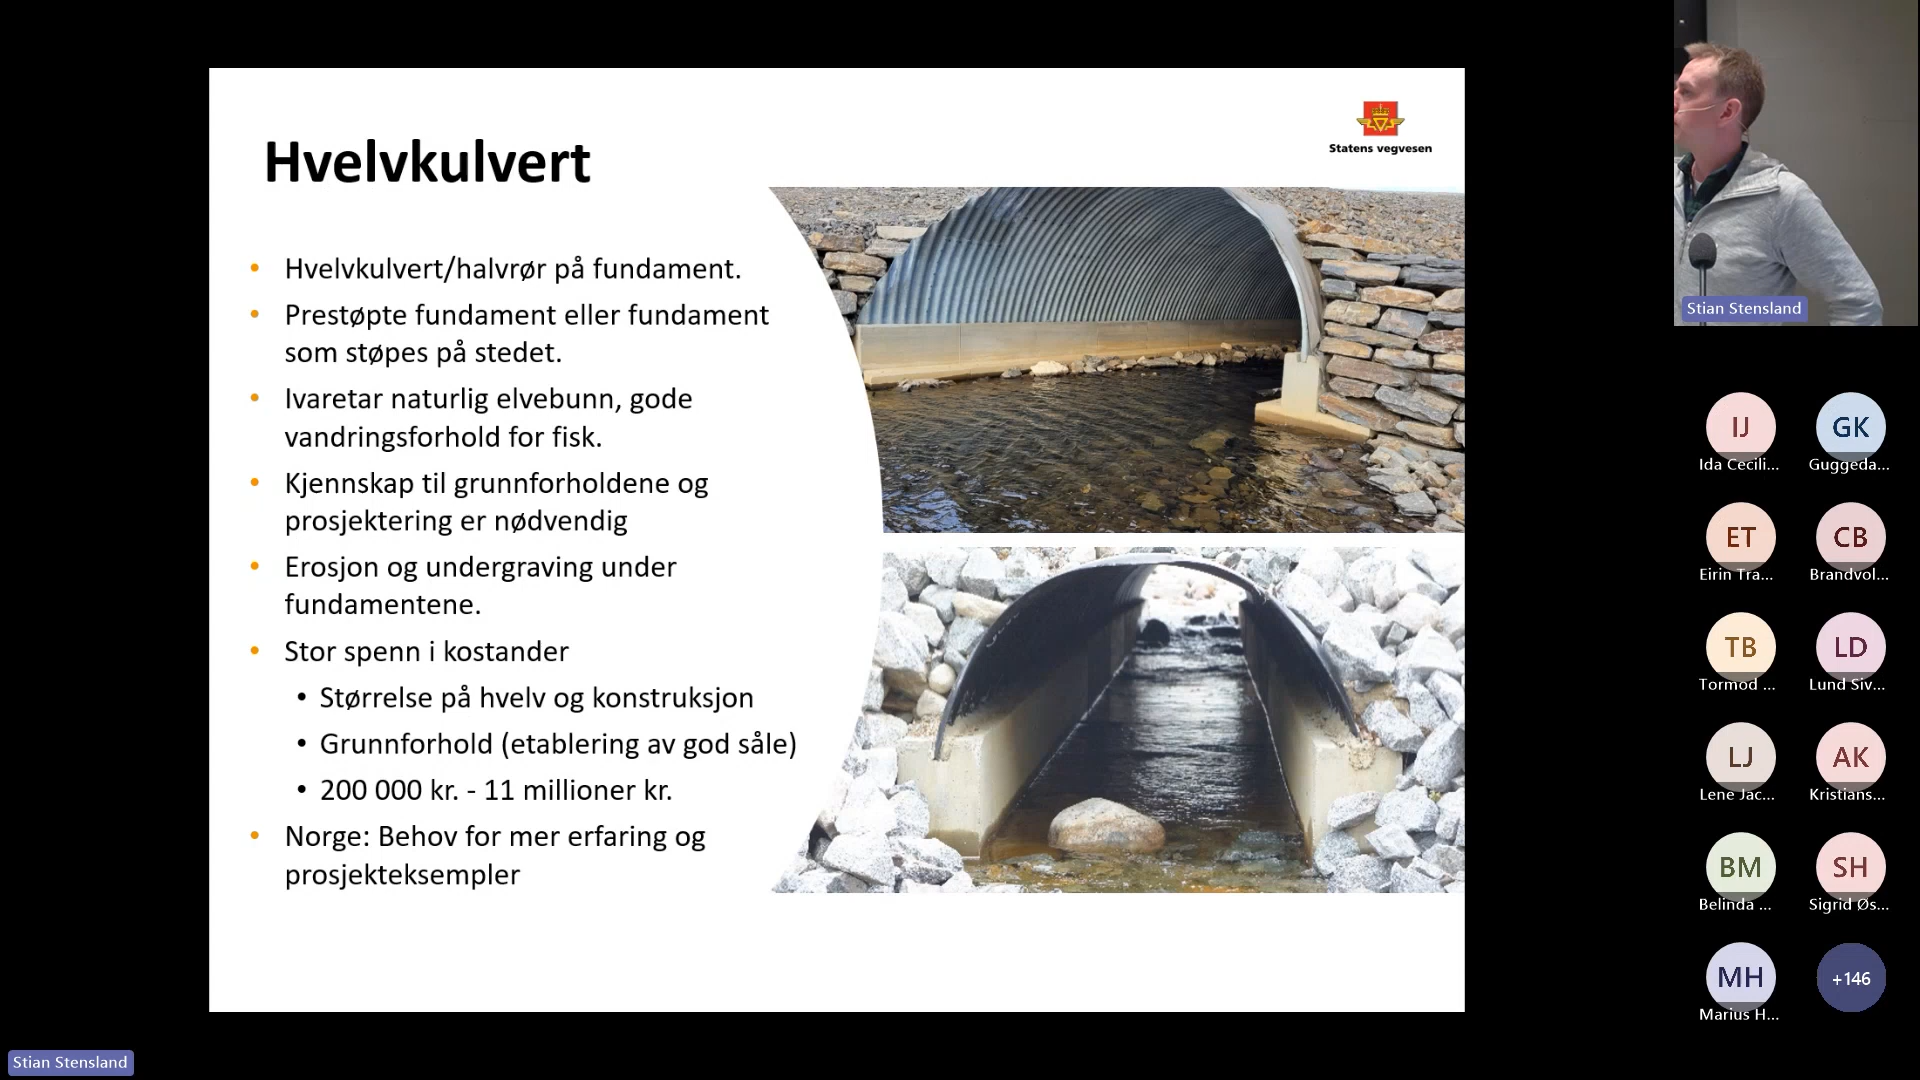 Hvelvkulvert
Statens vegvesen
• Hvelvkulvert/halvrør på fundament.
• Prestøpte fundament eller fundament
som støpes på stedet.
• Ivaretar naturlig elvebunn, gode
vandringsforhold for fisk.
• Kjennskap til grunnforholdene og
prosjektering er nødvendig
• Erosjon og undergraving under
fundamentene.
• Stor spenn i kostander
• Størrelse på hvelv og konstruksjon
• Grunnforhold (etablering av god såle)
• 200 000 kr. - 11 millioner kr.
• Norge: Behov for mer erfaring og
prosjekteksempler
Stian Stensland
IJ
Ida Cecili...
GK
Guggeda...
ET
Eirin Tra...
CB
Brandvol...
TB
Tormod ...
LD
Lund Siv...
LJ
Lene Jac...
AK
Kristians...
BM
Belinda ...
SH
Sigrid Øs...
MH
Marius H...
+146
Stian Stensland